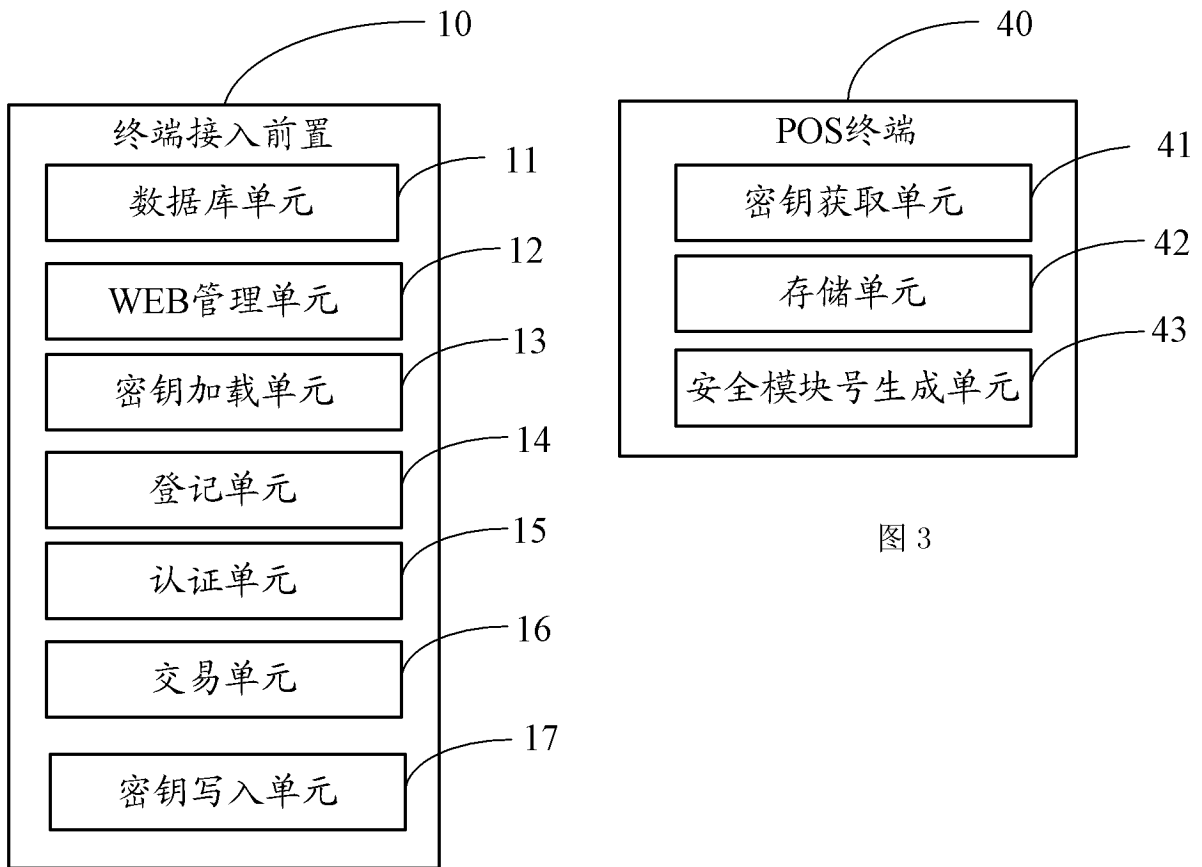 10
终端接入前置
数据库单元
11
WEB管理单元
12
密钥加载单元
13
登记单元
14
认证单元
15
交易单元
16
密钥写入单元
17
40
POS终端
密钥获取单元
41
存储单元
42
安全模块号生成单元
43
图 3